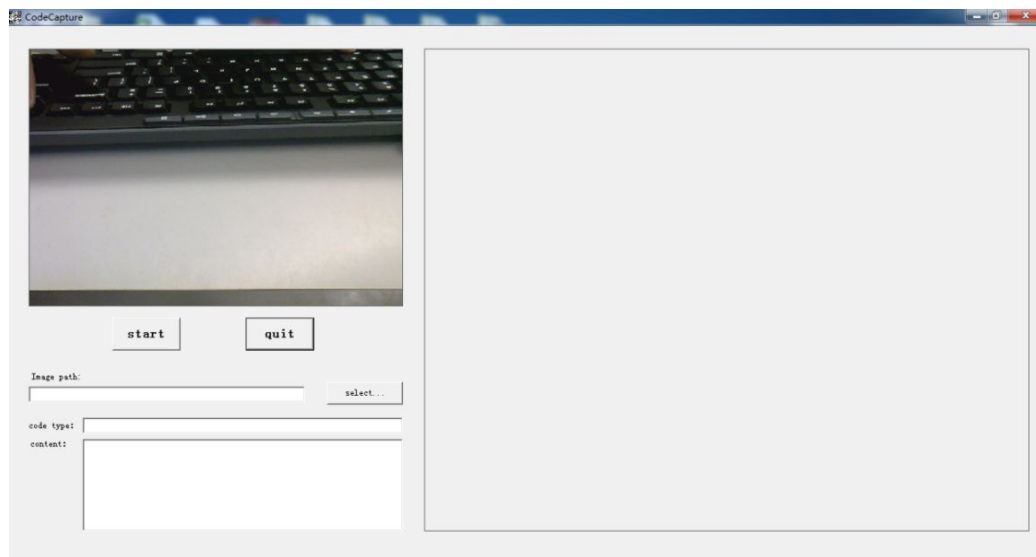 CodeCapture
start
quit
Image path:
select...
code type:
content: